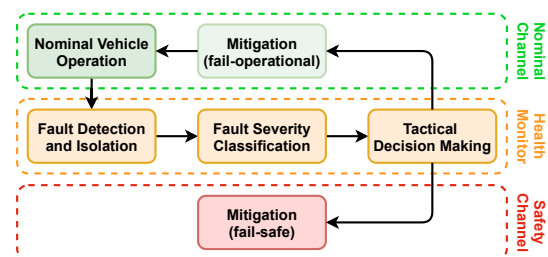 Nominal Vehicle
Operation
Mitigation
(fail-operational)
Nominal
Channel
Fault Detection
and Isolation
Fault Severity
Classification
Tactical
Decision Making
Health
Monitor
Mitigation
(fail-safe)
Safety
Channel